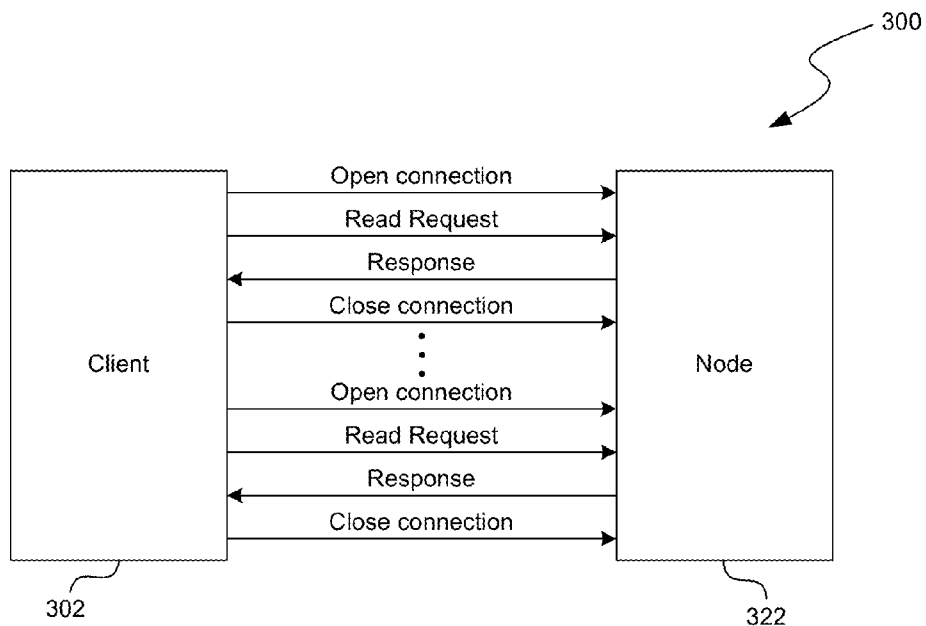 300
Open connection
Read Request
Response
Close connection
Client
Node
Open connection
Read Request
Response
Close connection
302
322